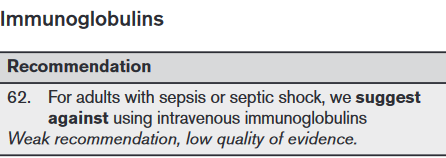 Immunoglobulins
Recommendation
62. For adults with sepsis or septic shock, we suggest
against using intravenous immunoglobulins
Weak recommendation, low quality of evidence.